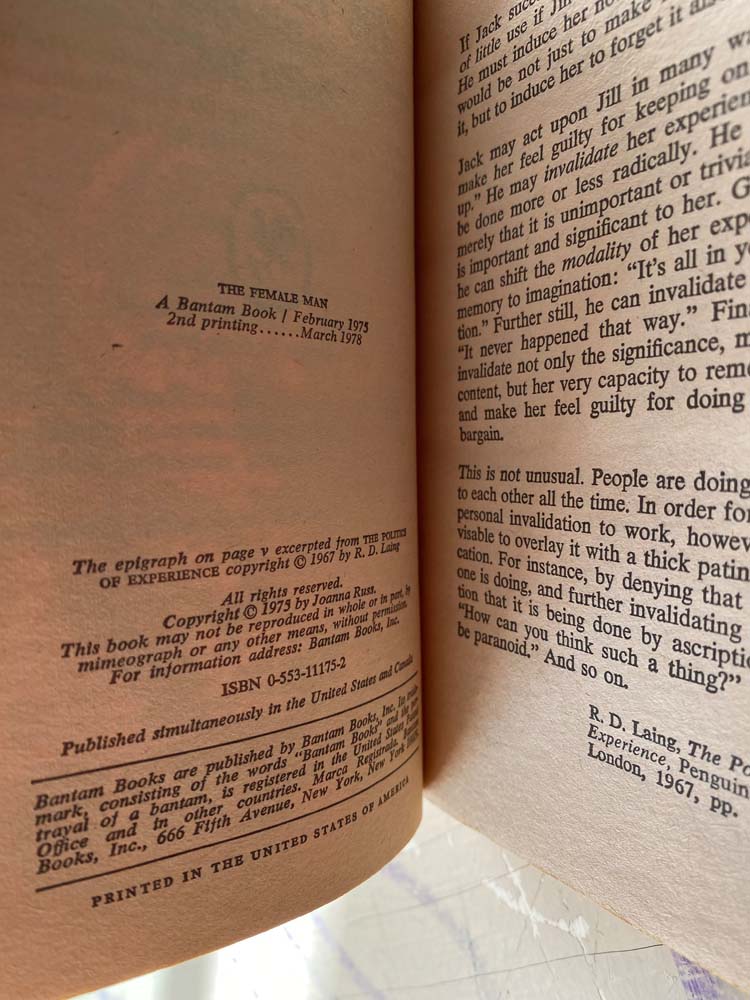 THE FEMALE MAN
A Bantam Book / February 1975
2nd printing......March 1978
The epigraph on page v excerpted from THE POLITICS
OF EXPERIENCE copyright © 1967 by R. D. Laing
All rights reserved.
Copyright © 1975 by Joanna Russ.
This book may not be reproduced in whole or in part, by
mimeograph or any other means, without permission.
For information address: Bantam Books, Inc.
ISBN 0-553-11175-2
Published simultaneously in the United States and Canada
Bantam Books are published by Bantam Books, Inc. Its trade-
mark, consisting of the words "Bantam Books" and the por-
trayal of a bantam, is registered in the United States Patent
Office and in other countries. Marca Registrada. Bantam
Books, Inc., 666 Fifth Avenue, New York, New York
PRINTED IN THE UNITED STATES OF AMERICA
If Jack succ
of little use if Jill
He must induce her no
would be not just to make
it, but to induce her to forget it also
Jack may act upon Jill in many wa
make her feel guilty for keeping on
up." He may invalidate her experien
be done more or less radically. He
merely that it is unimportant or trivia
is important and significant to her. G
he can shift the modality of her expe
memory to imagination: "It's all in yo
tion." Further still, he can invalidate
"It never happened that way." Fina
invalidate not only the significance, m
content, but her very capacity to reme
and make her feel guilty for doing
bargain.
This is not unusual. People are doing
to each other all the time. In order for
personal invalidation to work, howev
visable to overlay it with a thick patin
cation. For instance, by denying that
one is doing, and further invalidating
tion that it is being done by ascriptio
"How can you think such a thing?"
be paranoid." And so on.
R. D. Laing, The Po
Experience, Penguin
London, 1967, pp.